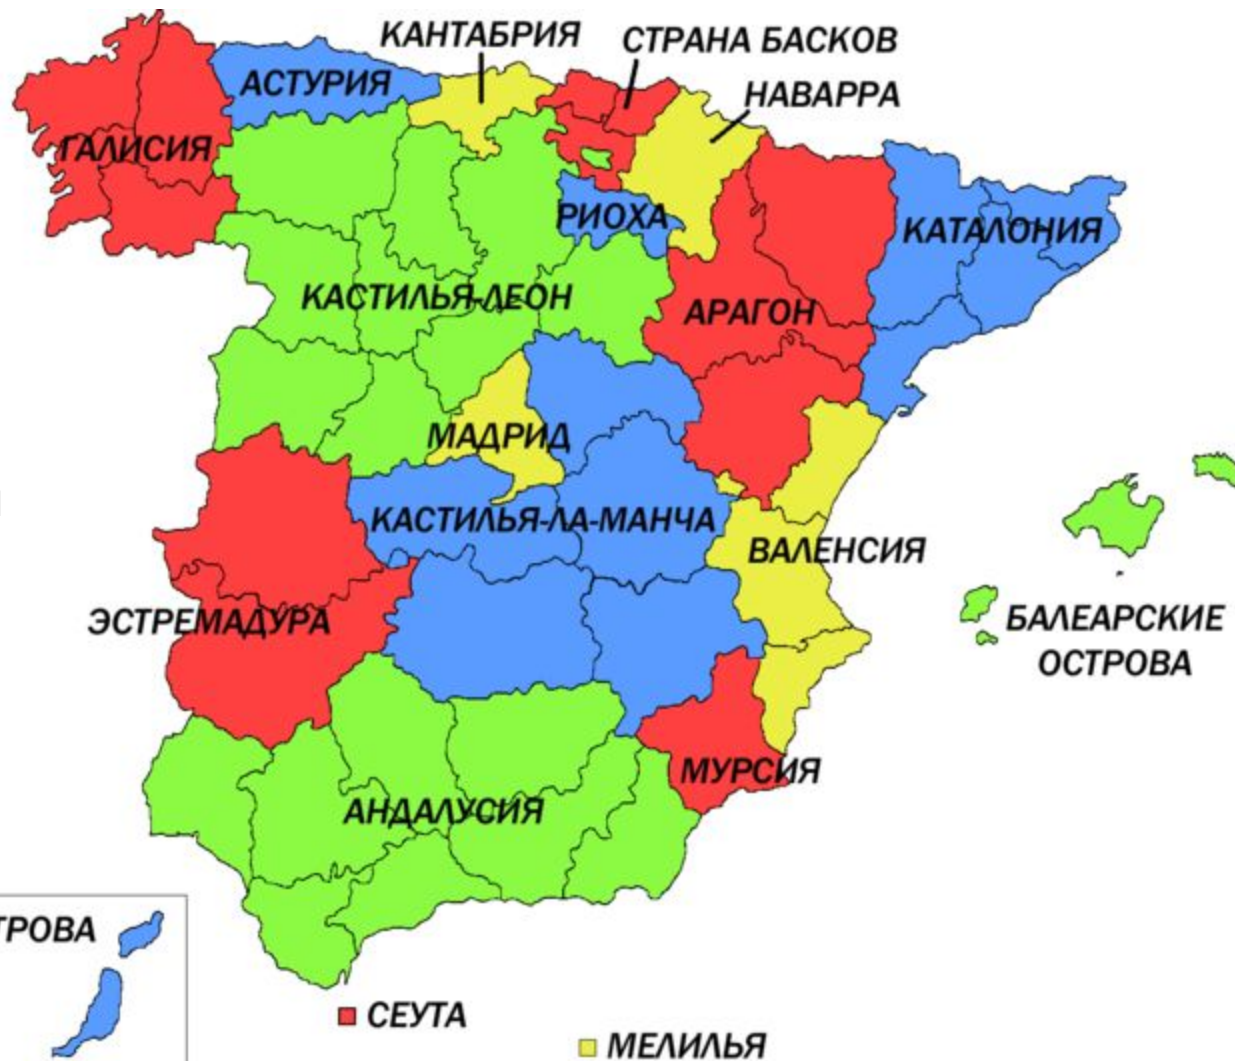 КАНТАБРИЯ
СТРАНА БАСКОВ
АСТУРИЯ
НАВАРРА
ГАЛИСИЯ
РИОХА
КАТАЛОНИЯ
КАСТИЛЬЯ-ЛЕОН
АРАГОН
МАДРИД
КАСТИЛЬЯ-ЛА-МАНЧА
ВАЛЕНСИЯ
ЭСТРЕМАДУРА
БАЛЕАРСКИЕ
ОСТРОВА
МУРСИЯ
АНДАЛУСИЯ
ТРОВА
СЕУТА
МЕЛИЛЬЯ